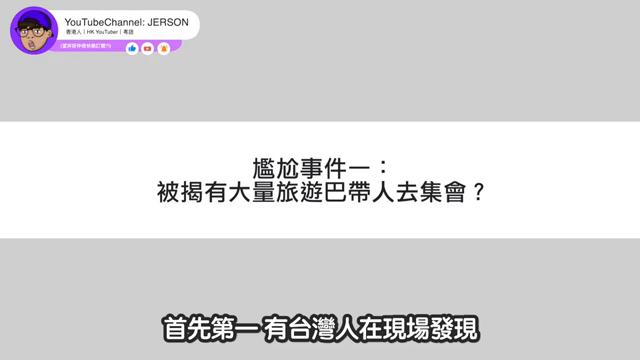 YouTubeChannel: JERSON
香港人｜HK YouTuber｜粵語
尷尬事件一：
被揭有大量旅遊巴帶人去集會？
首先第一 有台灣人在現場發現